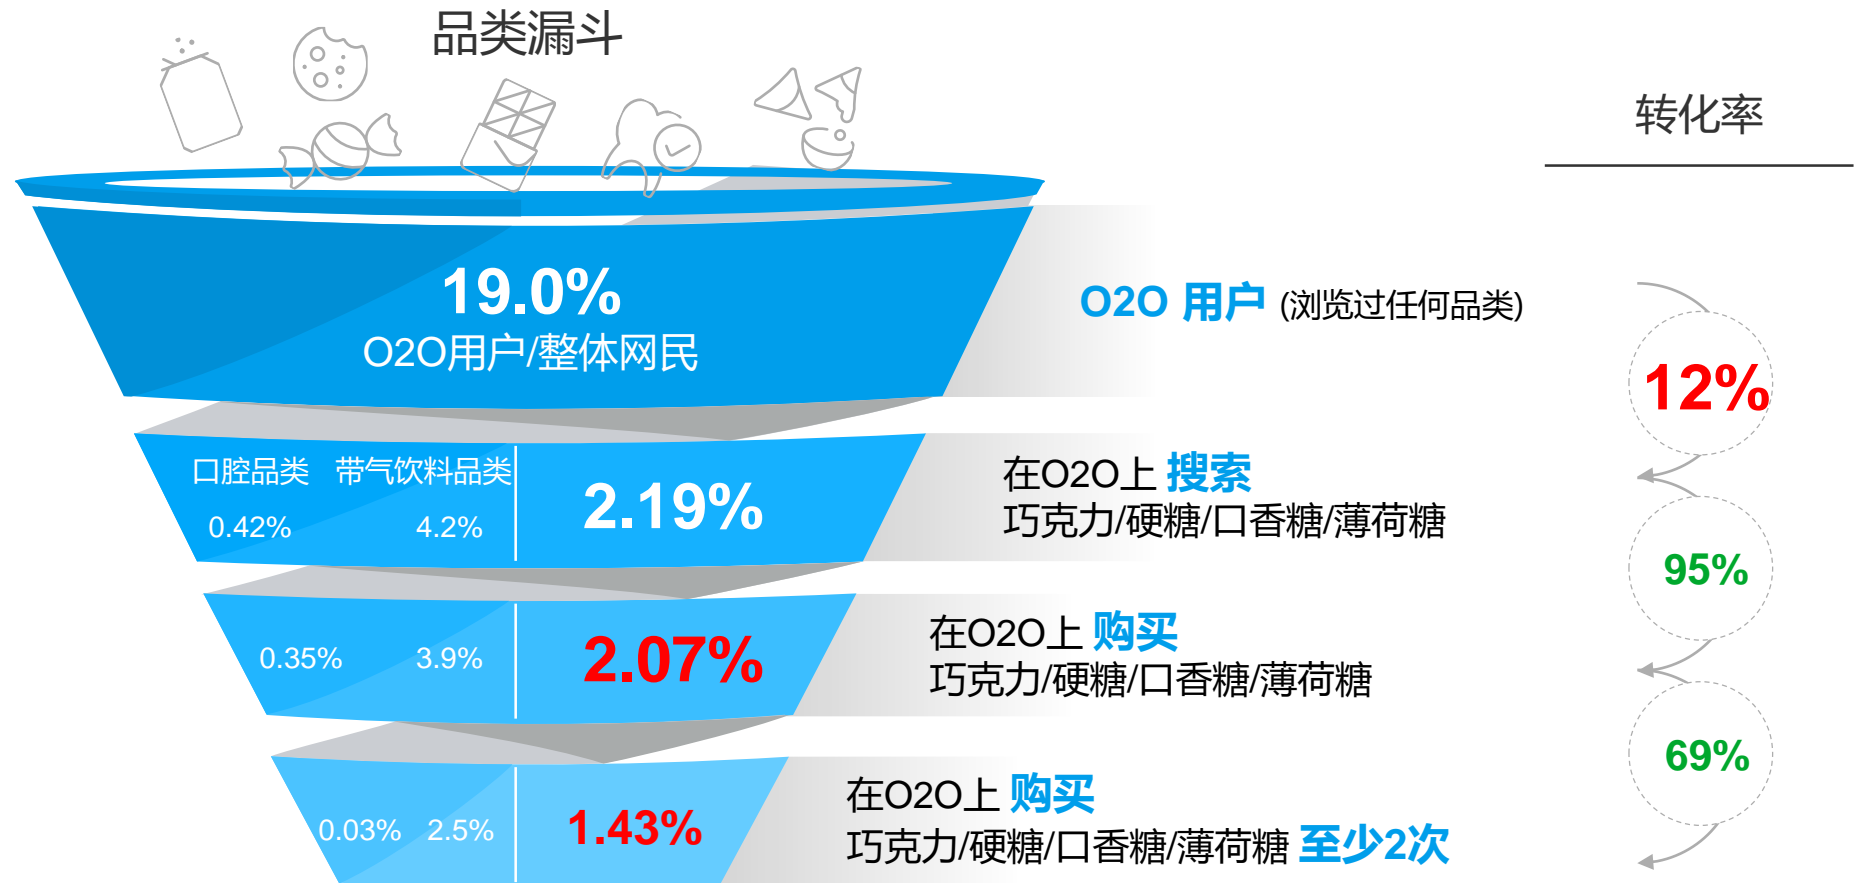 品类漏斗
转化率
19.0%
O2O用户/整体网民
O2O 用户 (浏览过任何品类)
12%
口腔品类 带气饮料品类
0.42% 4.2%
2.19%
在O2O上 搜索
巧克力/硬糖/口香糖/薄荷糖
95%
0.35% 3.9%
2.07%
在O2O上 购买
巧克力/硬糖/口香糖/薄荷糖
69%
0.03% 2.5%
1.43%
在O2O上 购买
巧克力/硬糖/口香糖/薄荷糖 至少2次